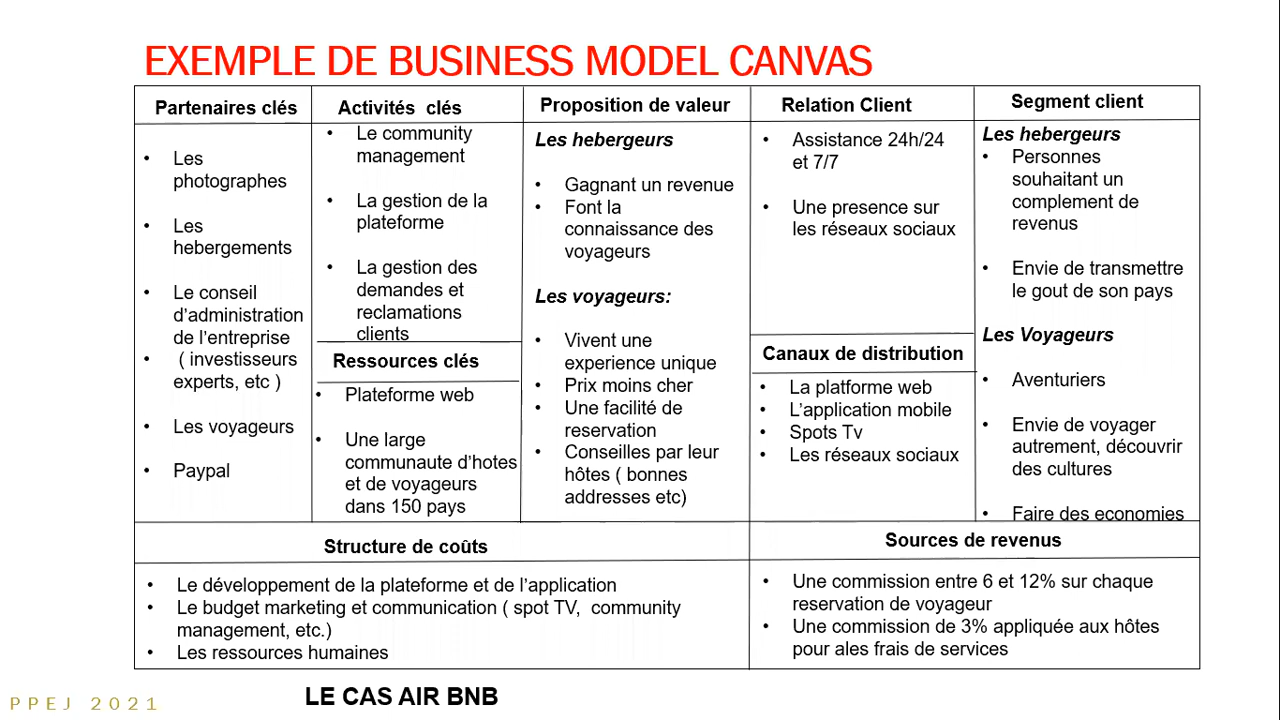 EXEMPLE DE BUSINESS MODEL CANVAS
Partenaires clés
• Les
photographes
• Les
hebergements
• Le conseil
d’administration
de l’entreprise
• ( investisseurs
experts, etc )
• Les voyageurs
• Paypal
Activités clés
• Le community
management
• La gestion de la
plateforme
• La gestion des
demandes et
reclamations
clients
Ressources clés
• Plateforme web
• Une large
communaute d’hotes
et de voyageurs
dans 150 pays
Proposition de valeur
Les hebergeurs
• Gagnant un revenue
• Font la
connaissance des
voyageurs
Les voyageurs:
• Vivent une
experience unique
• Prix moins cher
• Une facilité de
reservation
• Conseilles par leur
hôtes ( bonnes
addresses etc)
Relation Client
• Assistance 24h/24
et 7/7
• Une presence sur
les réseaux sociaux
Canaux de distribution
• La platforme web
• L’application mobile
• Spots Tv
• Les réseaux sociaux
Segment client
Les hebergeurs
• Personnes
souhaitant un
complement de
revenus
• Envie de transmettre
le gout de son pays
Les Voyageurs
• Aventuriers
• Envie de voyager
autrement, découvrir
des cultures
• Faire des economies
Structure de coûts
• Le développement de la plateforme et de l’application
• Le budget marketing et communication ( spot TV, community
management, etc.)
• Les ressources humaines
Sources de revenus
• Une commission entre 6 et 12% sur chaque
reservation de voyageur
• Une commission de 3% appliquée aux hôtes
pour ales frais de services
LE CAS AIR BNB
PPEJ 2021